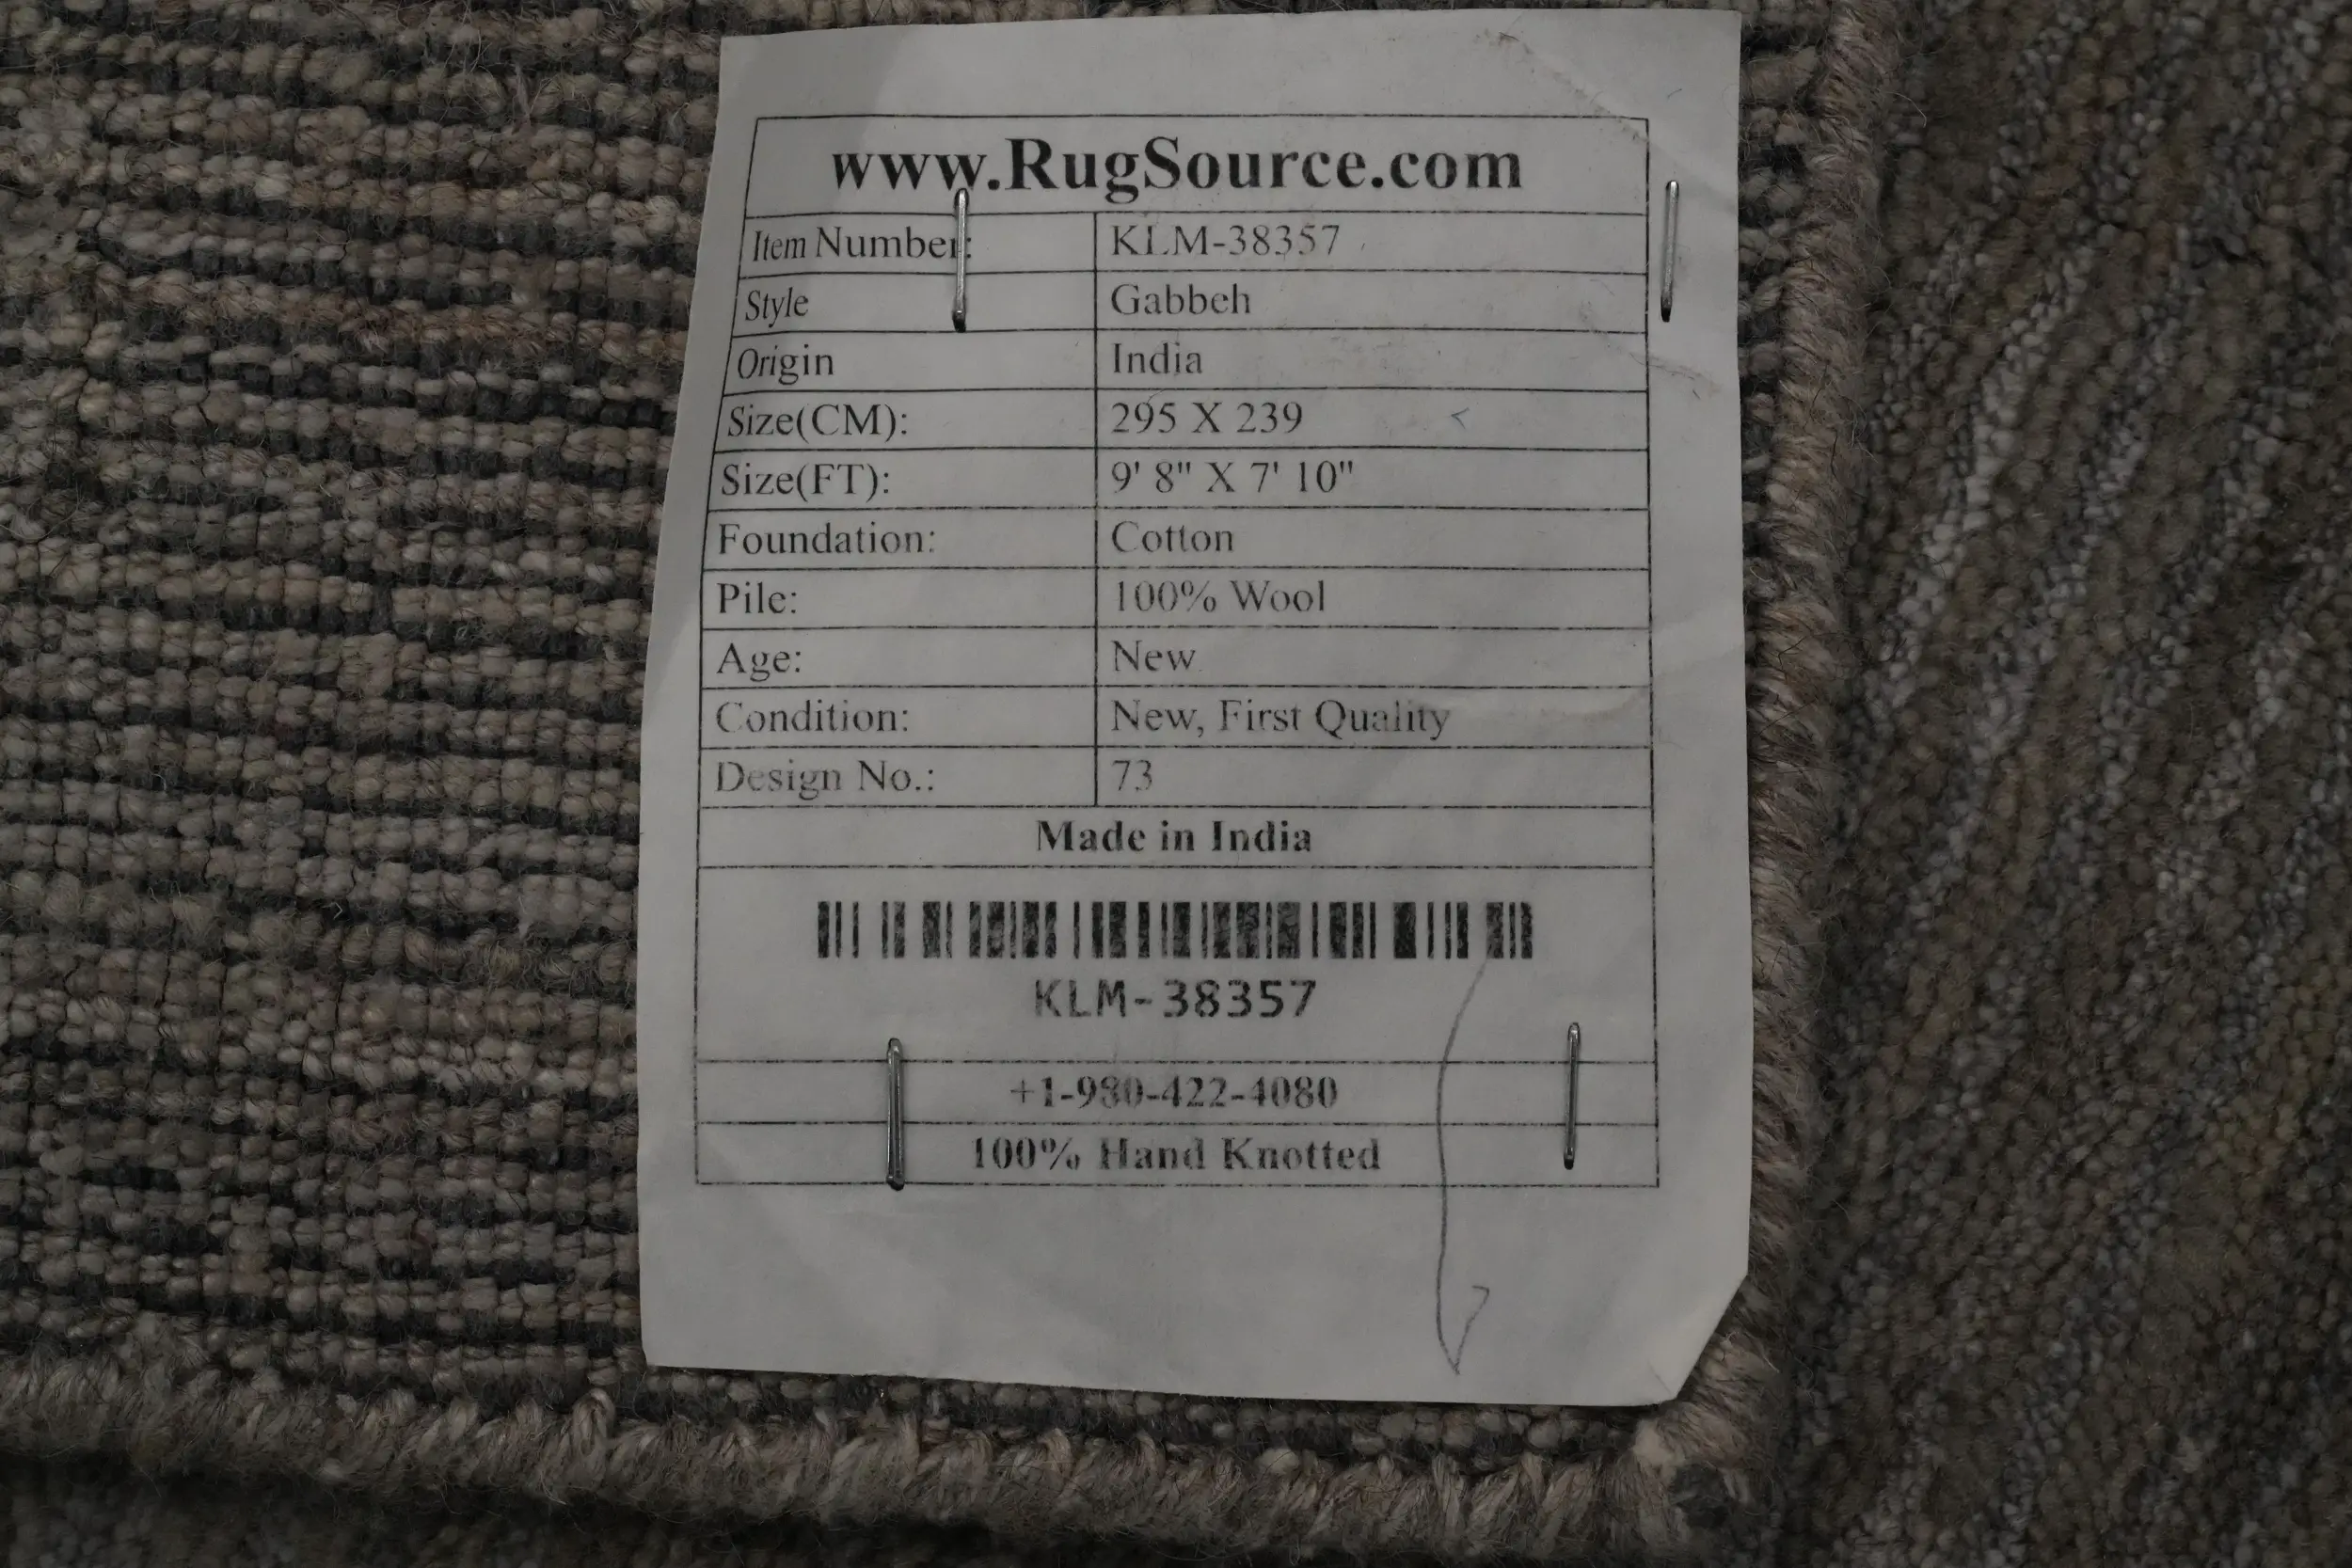 www.RugSource.com
Item Number: KLM-38357
Style Gabbeh
Origin India
Size(CM): 295 X 239
Size(FT): 9' 8" X 7' 10"
Foundation: Cotton
Pile: 100% Wool
Age: New
Condition: New, First Quality
Design No.: 73
Made in India
KLM-38357
+1-980-422-4080
100% Hand Knotted